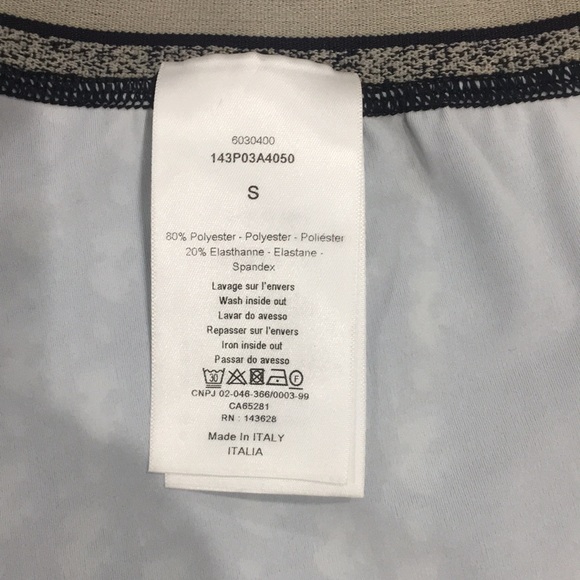 6030400
143P03A4050
S
80% Polyester - Polyester - Poliéster
20% Elasthanne - Elastane -
Spandex
Lavage sur l'envers
Wash inside out
Lavar do avesso
Repasser sur l'envers
Iron inside out
Passar do avesso
30 F
CNPJ 02-046-366/0003-99
CA65281
RN : 143628
Made In ITALY
ITALIA